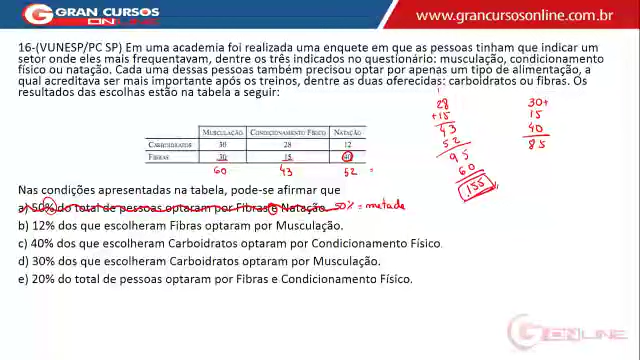 GRAN CURSOS
ONLINE
www.grancursosonline.com.br
16-(VUNESP/PC SP) Em uma academia foi realizada uma enquete em que as pessoas tinham que indicar um
setor onde eles mais frequentavam, dentre os três indicados no questionário: musculação, condicionamento
físico ou natação. Cada uma dessas pessoas também precisou optar por apenas um tipo de alimentação, a
qual acreditava ser mais importante após os treinos, dentre as duas oferecidas: carboidratos ou fibras. Os
resultados das escolhas estão na tabela a seguir:
28
+15
43
52
95
60
155
30+
15
40
85
MUSCULAÇÃO CONDICIONAMENTO FÍSICO NATAÇÃO
CARBOIDRATOS 30 28 12
FIBRAS 30 15 40
60 43 52 =
Nas condições apresentadas na tabela, pode-se afirmar que
a) 50% do total de pessoas optaram por Fibras e Natação. 50% = metade
b) 12% dos que escolheram Fibras optaram por Musculação.
c) 40% dos que escolheram Carboidratos optaram por Condicionamento Físico.
d) 30% dos que escolheram Carboidratos optaram por Musculação.
e) 20% do total de pessoas optaram por Fibras e Condicionamento Físico.
GRAN
ONLINE